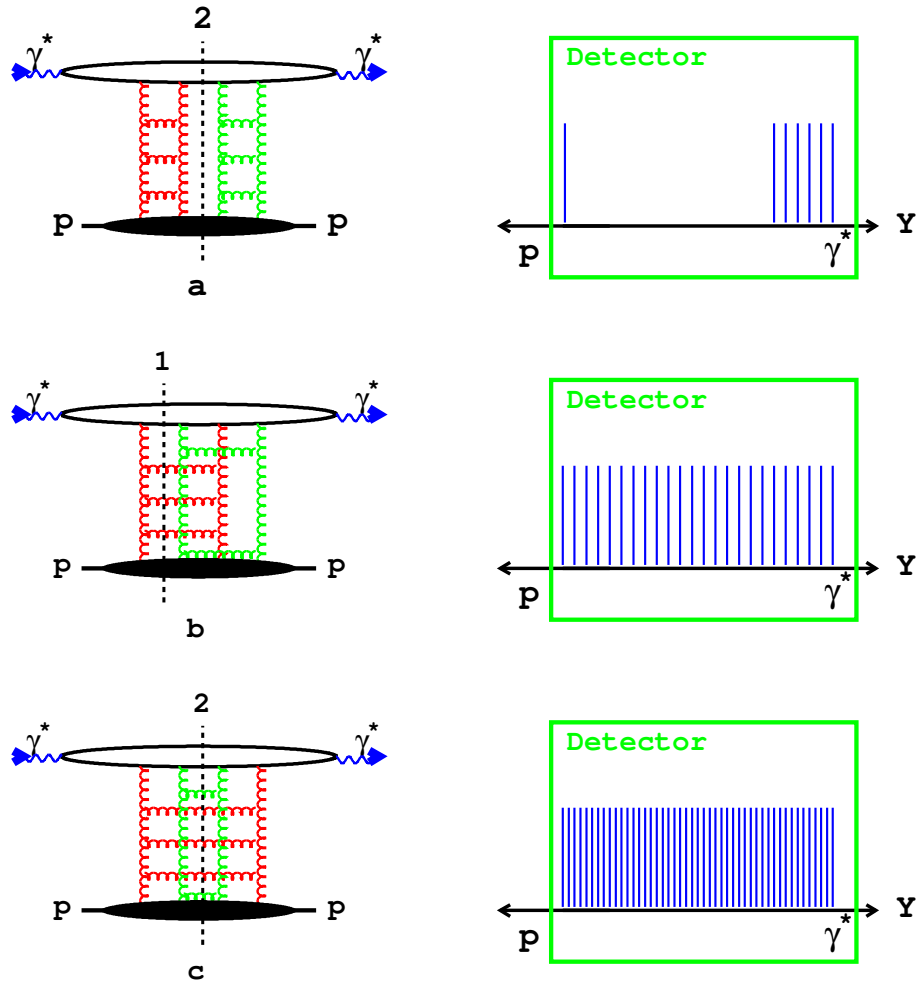 2
γ* γ*
Detector
p p
p γ* Y
a
1
γ* γ*
Detector
p p
p γ* Y
b
2
γ* γ*
Detector
p p
p γ* Y
c